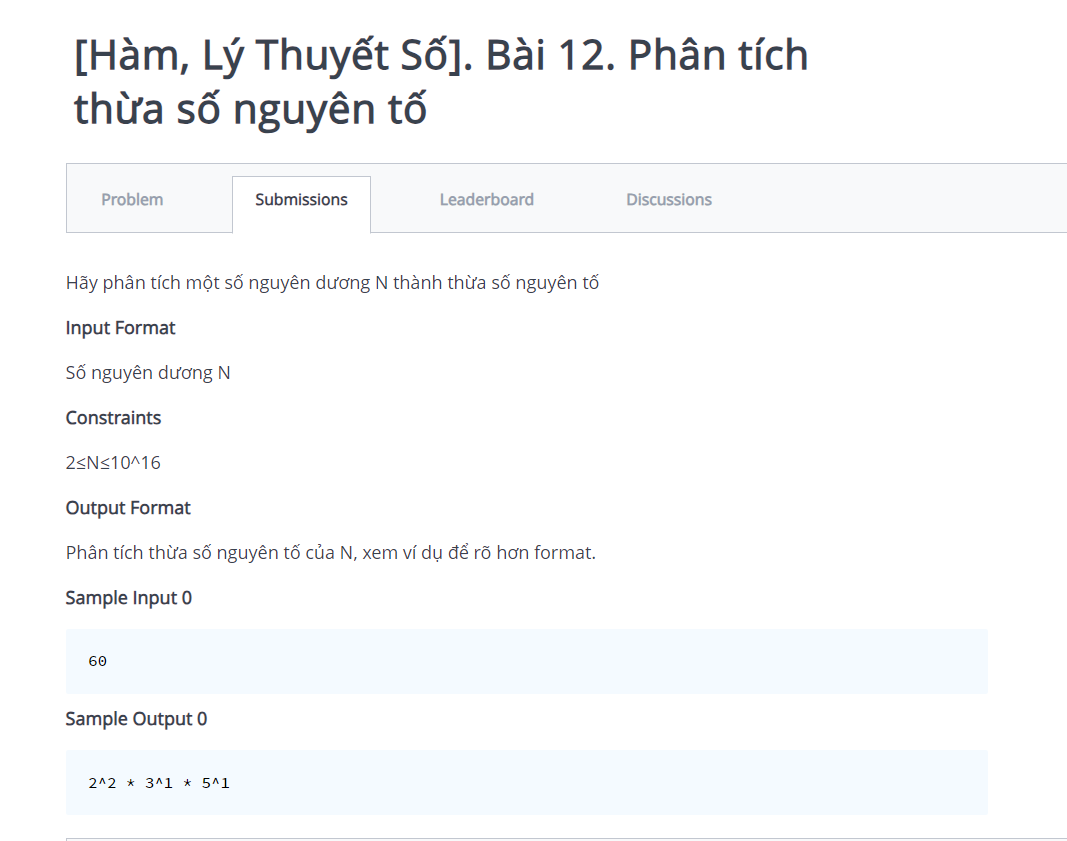 [Hàm, Lý Thuyết Số]. Bài 12. Phân tích
thừa số nguyên tố
Problem
Submissions
Leaderboard
Discussions
Hãy phân tích một số nguyên dương N thành thừa số nguyên tố
Input Format
Số nguyên dương N
Constraints
2≤N≤10^16
Output Format
Phân tích thừa số nguyên tố của N, xem ví dụ để rõ hơn format.
Sample Input 0
60
Sample Output 0
2^2 * 3^1 * 5^1